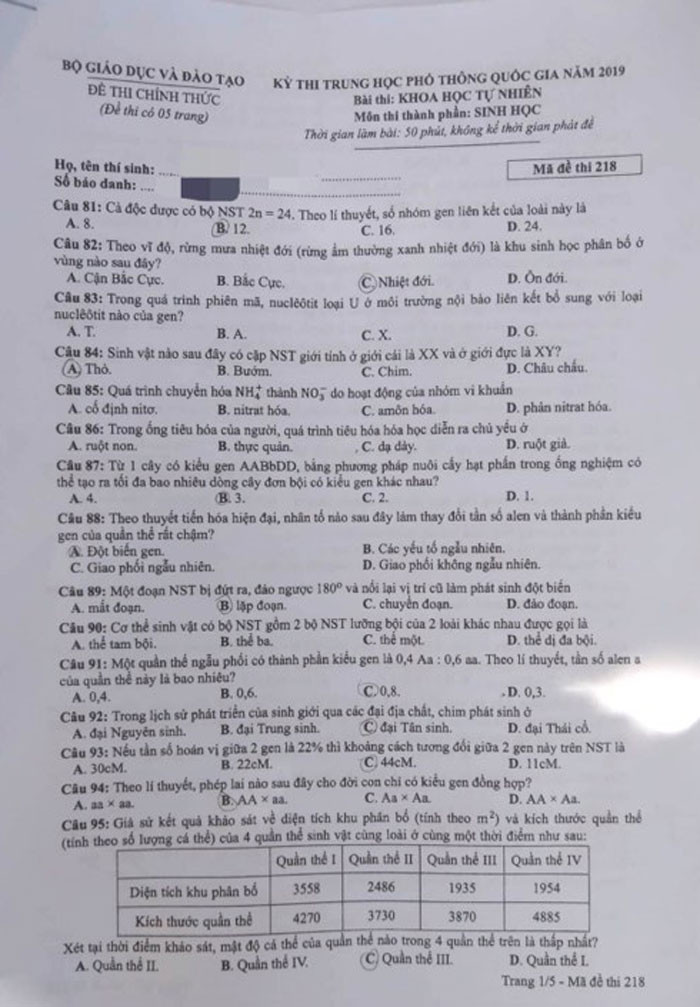 BỘ GIÁO DỤC VÀ ĐÀO TẠO
ĐỀ THI CHÍNH THỨC
(Đề thi có 05 trang)
KỲ THI TRUNG HỌC PHỔ THÔNG QUỐC GIA NĂM 2019
Bài thi: KHOA HỌC TỰ NHIÊN
Môn thi thành phần: SINH HỌC
Thời gian làm bài: 50 phút, không kể thời gian phát đề
Họ, tên thí sinh: .....
Số báo danh: ....
Mã đề thi 218
Câu 81: Cà độc dược có bộ NST 2n = 24. Theo lí thuyết, số nhóm gen liên kết của loài này là
A. 8. B. 12. C. 16. D. 24.
Câu 82: Theo vĩ độ, rừng mưa nhiệt đới (rừng ẩm thường xanh nhiệt đới) là khu sinh học phân bố ở
vùng nào sau đây?
A. Cận Bắc Cực. B. Bắc Cực. C. Nhiệt đới. D. Ôn đới.
Câu 83: Trong quá trình phiên mã, nuclêôtit loại U ở môi trường nội bào liên kết bổ sung với loại
nuclêôtit nào của gen?
A. T. B. A. C. X. D. G.
Câu 84: Sinh vật nào sau đây có cặp NST giới tính ở giới cái là XX và ở giới đực là XY?
A. Thỏ. B. Bướm. C. Chim. D. Châu chấu.
Câu 85: Quá trình chuyển hóa NH₄⁺ thành NO₃⁻ do hoạt động của nhóm vi khuẩn
A. cố định nitơ. B. nitrat hóa. C. amôn hóa. D. phản nitrat hóa.
Câu 86: Trong ống tiêu hóa của người, quá trình tiêu hóa hóa học diễn ra chủ yếu ở
A. ruột non. B. thực quản. C. dạ dày. D. ruột già.
Câu 87: Từ 1 cây có kiểu gen AABbDD, bằng phương pháp nuôi cấy hạt phấn trong ống nghiệm có
thể tạo ra tối đa bao nhiêu dòng cây đơn bội có kiểu gen khác nhau?
A. 4. B. 3. C. 2. D. 1.
Câu 88: Theo thuyết tiến hóa hiện đại, nhân tố nào sau đây làm thay đổi tần số alen và thành phần kiểu
gen của quần thể rất chậm?
A. Đột biến gen. B. Các yếu tố ngẫu nhiên.
C. Giao phối ngẫu nhiên. D. Giao phối không ngẫu nhiên.
Câu 89: Một đoạn NST bị đứt ra, đảo ngược 180⁰ và nối lại vị trí cũ làm phát sinh đột biến
A. mất đoạn. B. lặp đoạn. C. chuyển đoạn. D. đảo đoạn.
Câu 90: Cơ thể sinh vật có bộ NST gồm 2 bộ NST lưỡng bội của 2 loài khác nhau được gọi là
A. thể tam bội. B. thể ba. C. thể một. D. thể dị đa bội.
Câu 91: Một quần thể ngẫu phối có thành phần kiểu gen là 0,4 Aa : 0,6 aa. Theo lí thuyết, tần số alen a
của quần thể này là bao nhiêu?
A. 0,4. B. 0,6. C. 0,8. D. 0,3.
Câu 92: Trong lịch sử phát triển của sinh giới qua các đại địa chất, chim phát sinh ở
A. đại Nguyên sinh. B. đại Trung sinh. C. đại Tân sinh. D. đại Thái cổ.
Câu 93: Nếu tần số hoán vị giữa 2 gen là 22% thì khoảng cách tương đối giữa 2 gen này trên NST là
A. 30cM. B. 22cM. C. 44cM. D. 11cM.
Câu 94: Theo lí thuyết, phép lai nào sau đây cho đời con chỉ có kiểu gen đồng hợp?
A. aa × aa. B. AA × aa. C. Aa × Aa. D. AA × Aa.
Câu 95: Giả sử kết quả khảo sát về diện tích khu phân bố (tính theo m²) và kích thước quần thể
(tính theo số lượng cá thể) của 4 quần thể sinh vật cùng loài ở cùng một thời điểm như sau:
Quần thể I Quần thể II Quần thể III Quần thể IV
Diện tích khu phân bố 3558 2486 1935 1954
Kích thước quần thể 4270 3730 3870 4885
Xét tại thời điểm khảo sát, mật độ cá thể của quần thể nào trong 4 quần thể trên là thấp nhất?
A. Quần thể II. B. Quần thể IV. C. Quần thể III. D. Quần thể I.
Trang 1/5 - Mã đề thi 218